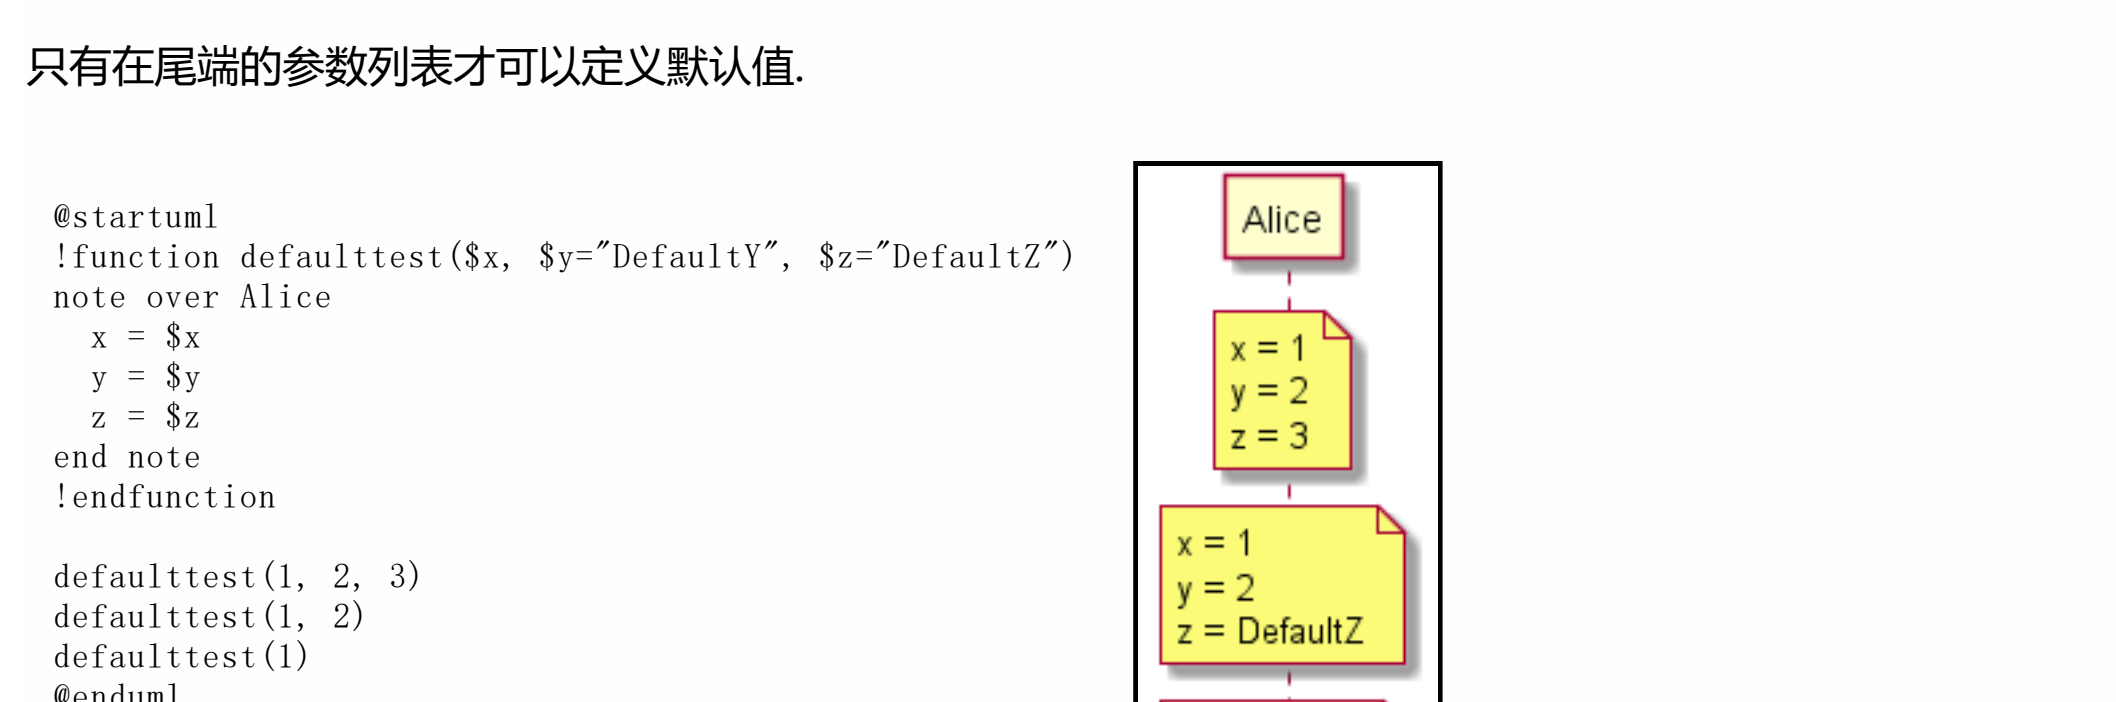 只有在尾端的参数列表才可以定义默认值.
@startuml
!function defaulttest($x, $y="DefaultY", $z="DefaultZ")
note over Alice
  x = $x
  y = $y
  z = $z
end note
!endfunction
defaulttest(1, 2, 3)
defaulttest(1, 2)
defaulttest(1)
@enduml
Alice
x = 1
y = 2
z = 3
x = 1
y = 2
z = DefaultZ